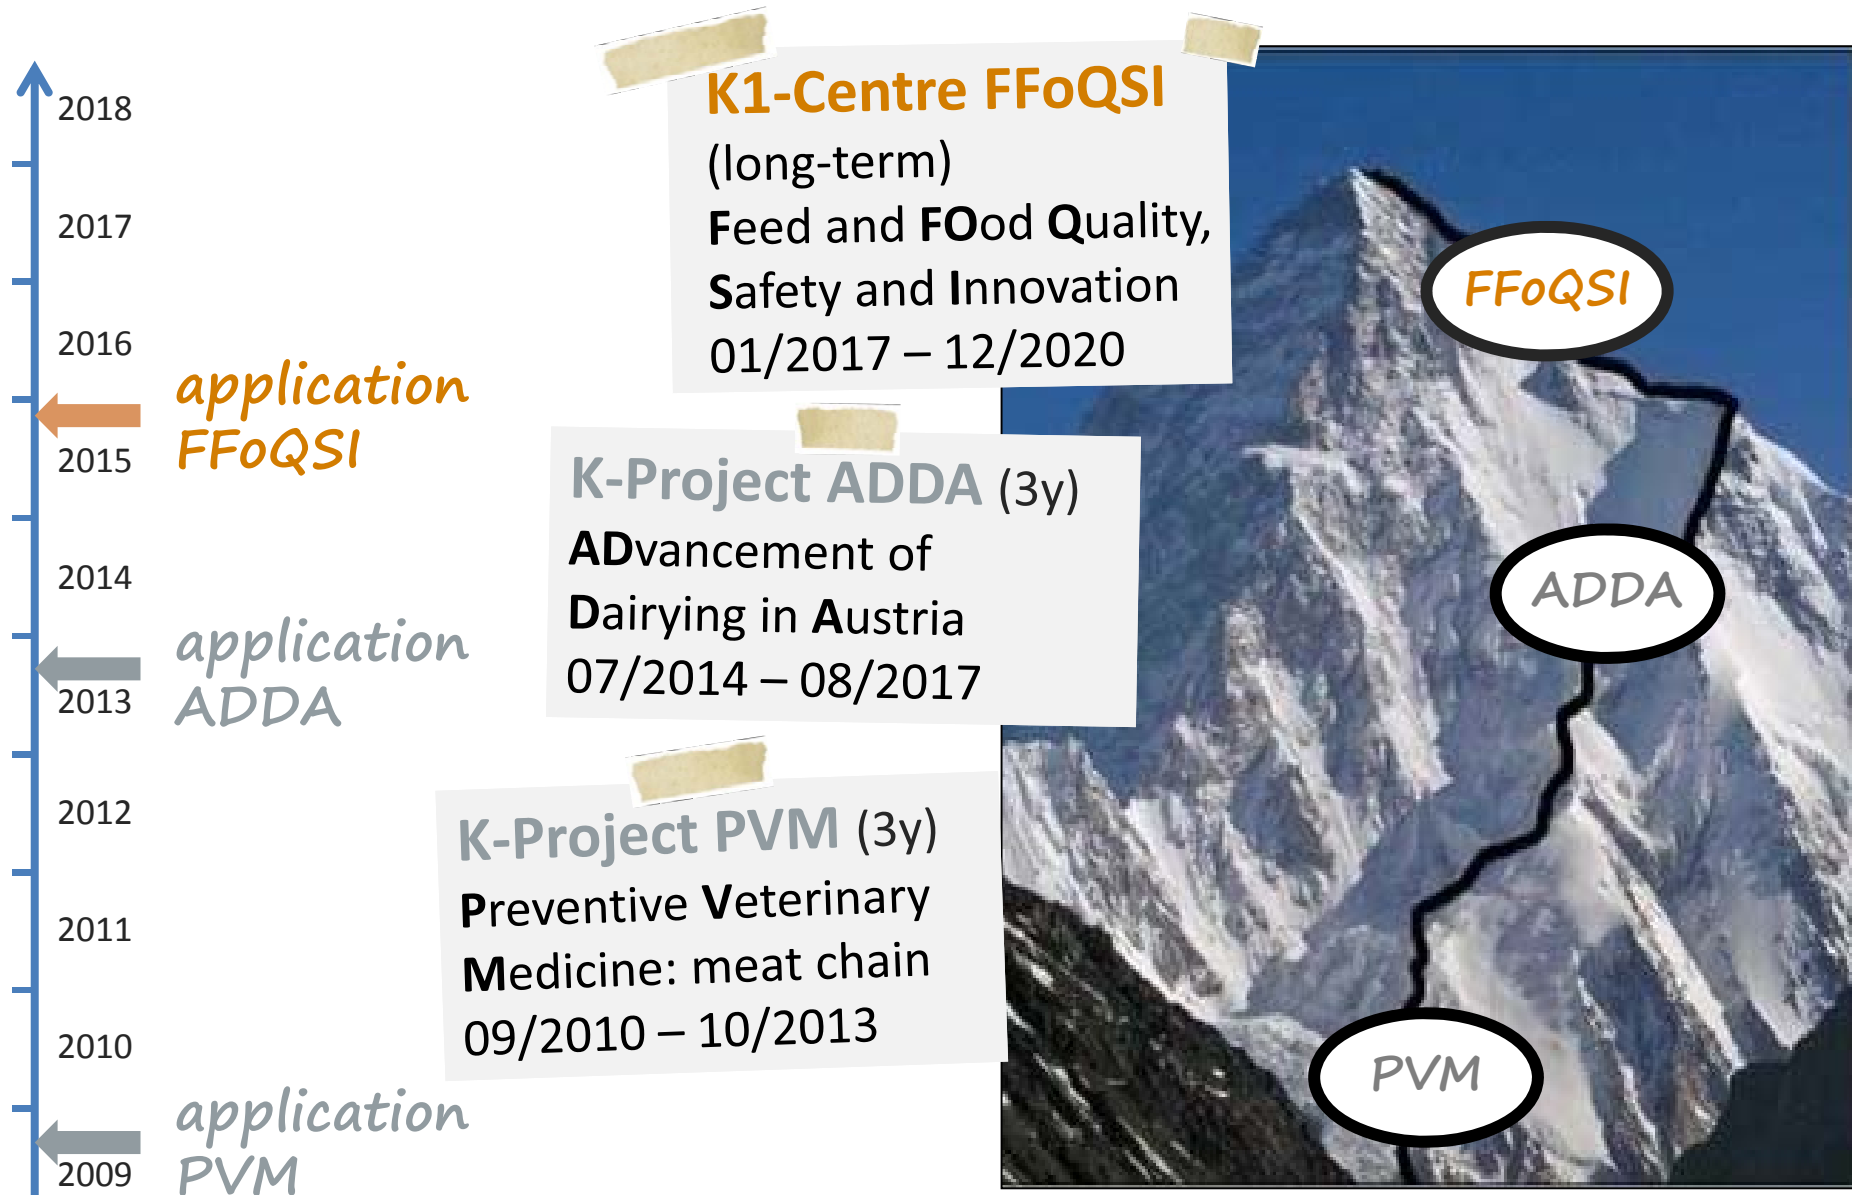 2018
2017
2016
2015
2014
2013
2012
2011
2010
2009
application
FFoQSI
application
ADDA
application
PVM
K1-Centre FFoQSI
(long-term)
Feed and FOod Quality,
Safety and Innovation
01/2017 – 12/2020
K-Project ADDA (3y)
ADvancement of
Dairying in Austria
07/2014 – 08/2017
K-Project PVM (3y)
Preventive Veterinary
Medicine: meat chain
09/2010 – 10/2013
FFoQSI
ADDA
PVM